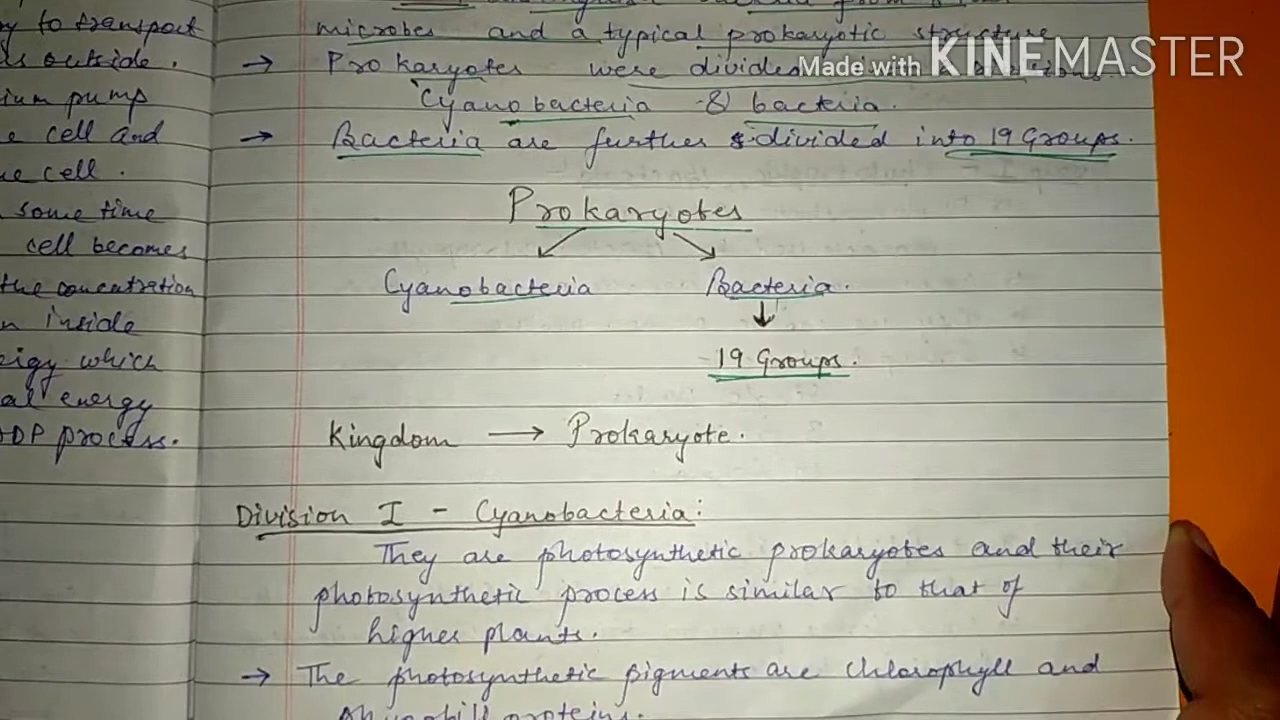 to transport
outside.
pump
cell and
cell.
some time
cell becomes
the concentration
inside
which
energy
process.
microbes and a typical prokaryotic structure
→ Prokaryotes were divided
Cyanobacteria & bacteria.
→ Bacteria are further divided into 19 Groups.
Prokaryotes
Cyanobacteria Bacteria.
19 Groups.
Kingdom → Prokaryote.
Division I - Cyanobacteria:
They are photosynthetic prokaryotes and their
photosynthetic process is similar to that of
higher plants.
→ The photosynthetic pigments are chlorophyll and
proteins.
Made with KINEMASTER